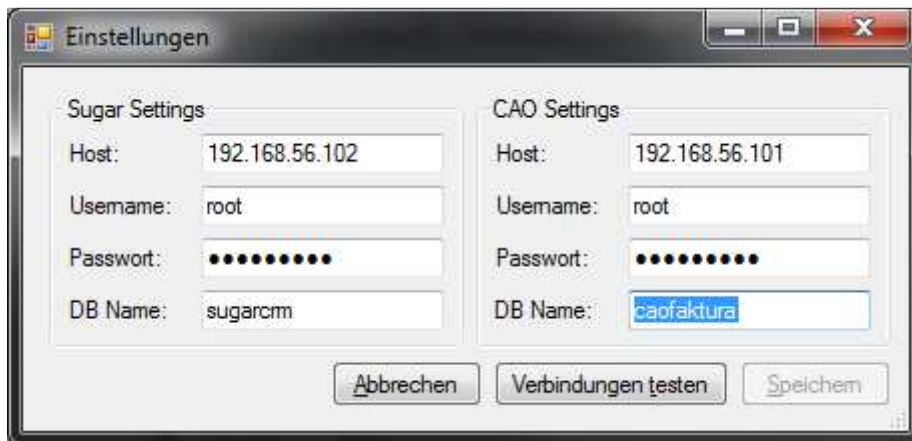 Einstellungen
Sugar Settings
Host: 192.168.56.102
Username: root
Passwort: ●●●●●●●●●
DB Name: sugarcrm
CAO Settings
Host: 192.168.56.101
Username: root
Passwort: ●●●●●●●●●
DB Name: caofaktura
Abbrechen
Verbindungen testen
Speichern